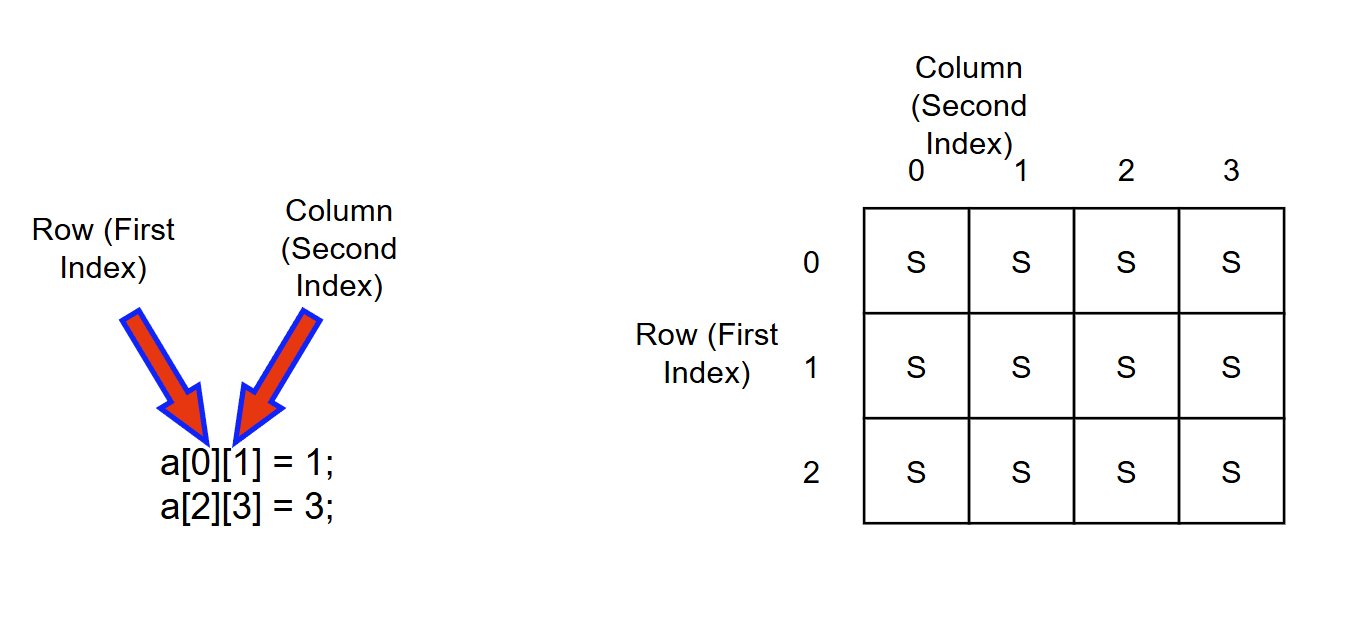 Row (First
Index)
Column
(Second
Index)
a[0][1] = 1;
a[2][3] = 3;
Column
(Second
Index)
0 1 2 3
Row (First
Index)
0 S S S S
1 S S S S
2 S S S S